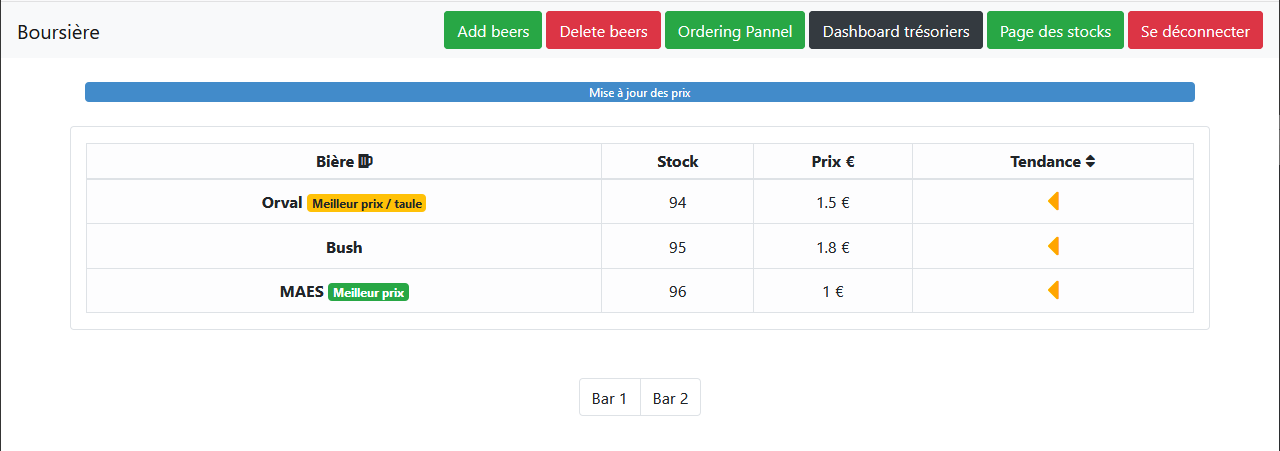 Boursière Add beers Delete beers Ordering Pannel Dashboard trésoriers Page des stocks Se déconnecter
Mise à jour des prix
Bière Stock Prix € Tendance
Orval Meilleur prix / taule 94 1.5 €
Bush 95 1.8 €
MAES Meilleur prix 96 1 €
Bar 1 Bar 2